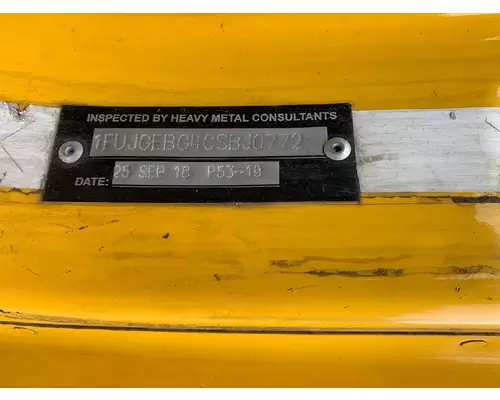 INSPECTED BY HEAVY METAL CONSULTANTS
1FUJGEBG4CSBJ0772
DATE: 25 SEP 18 P53-19